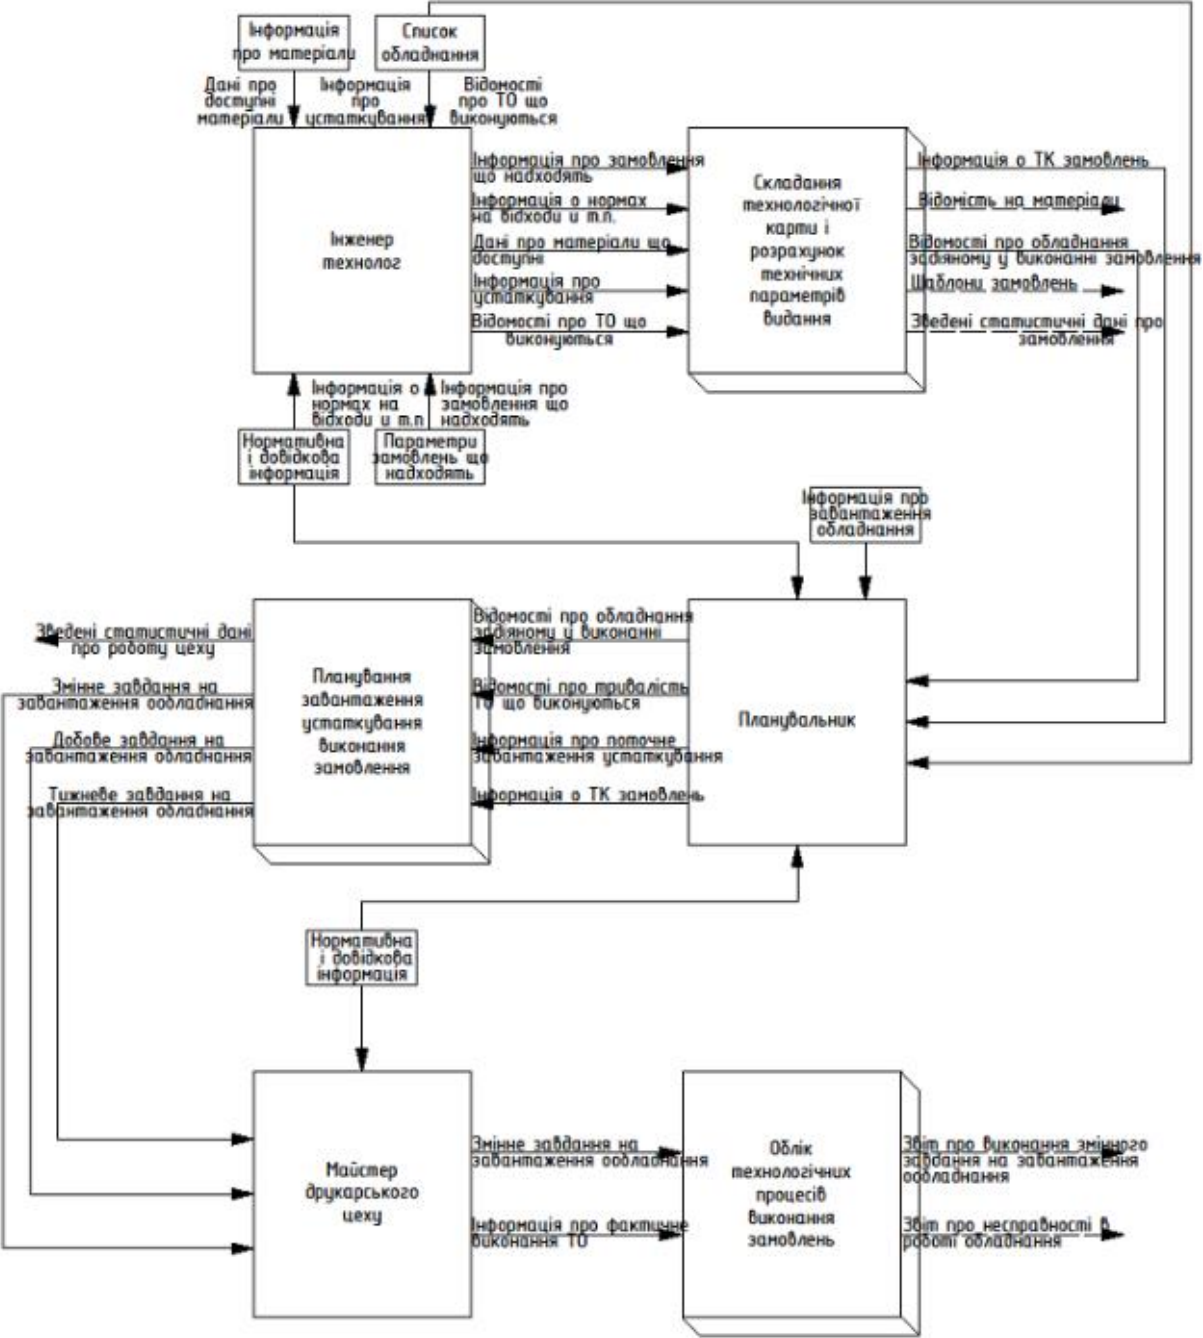 Інформація
про матеріали
Список
обладнання
Дані про
доступні
матеріали
Інформація
про
устаткування
Відомості
про ТО що
виконуються
Інженер
технолог
Інформація про замовлення
що надходять
Інформація о нормах
на відходи и т.п.
Дані про матеріали що
доступні
Інформація про
устаткування
Відомості про ТО що
виконуються
Складання
технологічної
карти і
розрахунок
технічних
параметрів
видання
Інформація о ТК замовлень
Відомість на матеріали
Відомості про обладнання
задіяному у виконанні замовлення
Шаблони замовлень
Зведені статистичні дані про
замовлення
Інформація о
нормах на
відходи и т.п
Інформація про
замовлення що
надходять
Нормативна
і довідкова
інформація
Параметри
замовлень що
надходять
Інформація про
завантаження
обладнання
Зведені статистичні дані
про роботу цеху
Змінне завдання на
завантаження оообладнання
Добове завдання на
завантаження обладнання
Тижневе завдання на
завантаження обладнання
Планування
завантаження
устаткування
виконання
замовлення
Відомості про обладнання
задіяному у виконанні
замовлення
Відомості про тривалість
ТО що виконуються
Інформація про поточне
завантаження устаткування
Інформація о ТК замовлень
Планувальник
Нормативна
і довідкова
інформація
Майстер
друкарського
цеху
Змінне завдання на
завантаження оообладнання
Інформація про фактичне
виконання ТО
Облік
технологічних
процесів
виконання
замовлень
Звіт про виконання змінного
завдання на завантаження
оообладнання
Звіт про несправності в
роботі обладнання